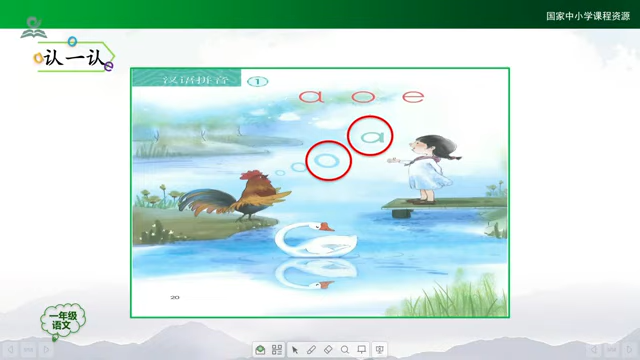 国家中小学课程资源
认一认
汉语拼音 1
a o e
a
o
20
一年级
语文